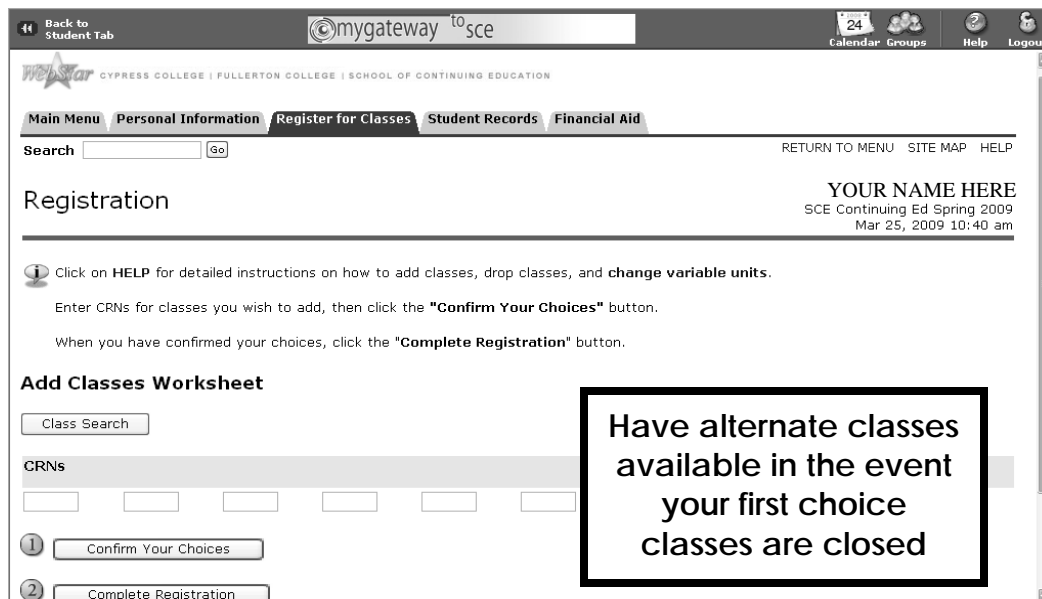 Back to
Student Tab
©mygateway to sce
24
Calendar Groups Help Logou
WebStar CYPRESS COLLEGE | FULLERTON COLLEGE | SCHOOL OF CONTINUING EDUCATION
Main Menu Personal Information Register for Classes Student Records Financial Aid
Search Go RETURN TO MENU SITE MAP HELP
Registration
YOUR NAME HERE
SCE Continuing Ed Spring 2009
Mar 25, 2009 10:40 am
Click on HELP for detailed instructions on how to add classes, drop classes, and change variable units.
Enter CRNs for classes you wish to add, then click the "Confirm Your Choices" button.
When you have confirmed your choices, click the "Complete Registration" button.
Add Classes Worksheet
Class Search
CRNs
1 Confirm Your Choices
2 Complete Registration
Have alternate classes
available in the event
your first choice
classes are closed